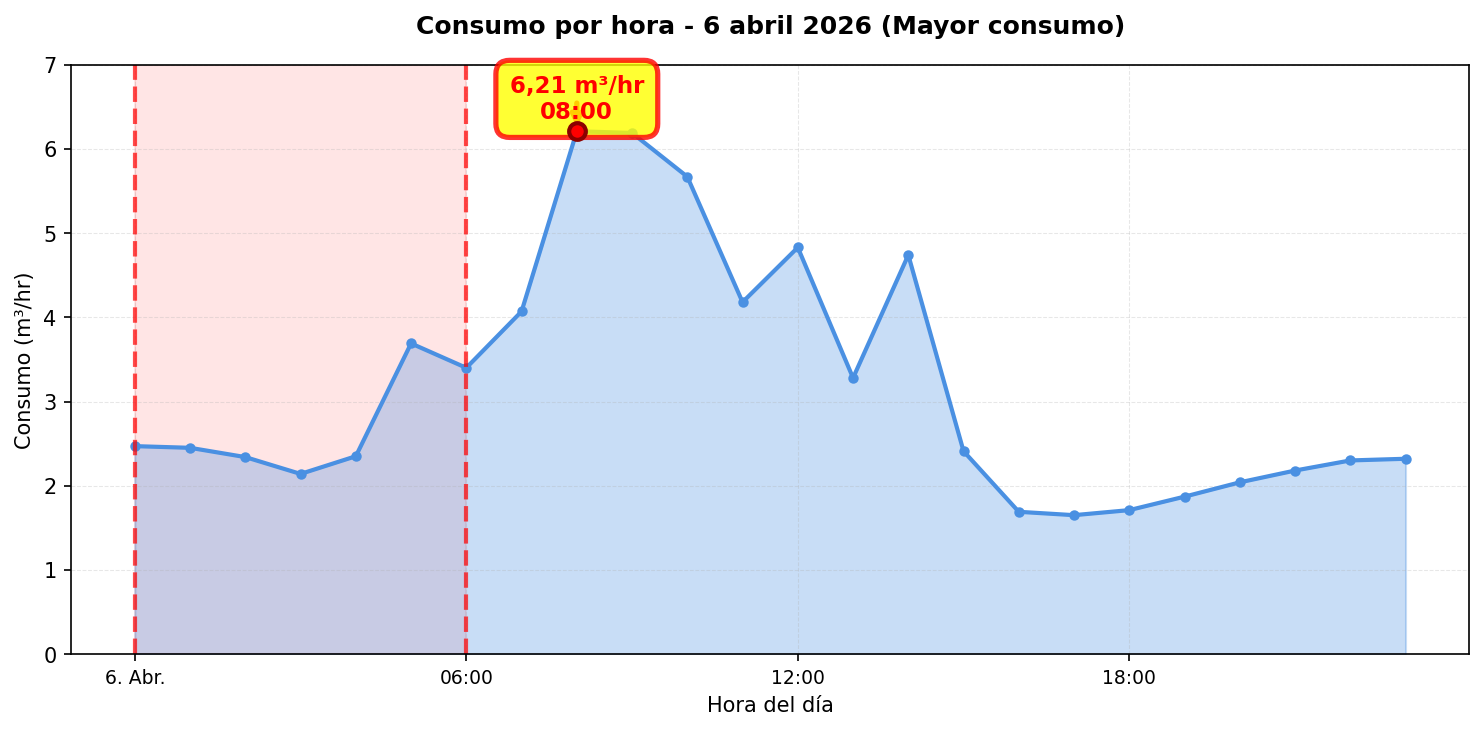 Consumo por hora - 6 abril 2026 (Mayor consumo)
6,21 m³/hr
08:00
7
6
5
4
3
2
1
0
Consumo (m³/hr)
6. Abr.
06:00
12:00
18:00
Hora del día